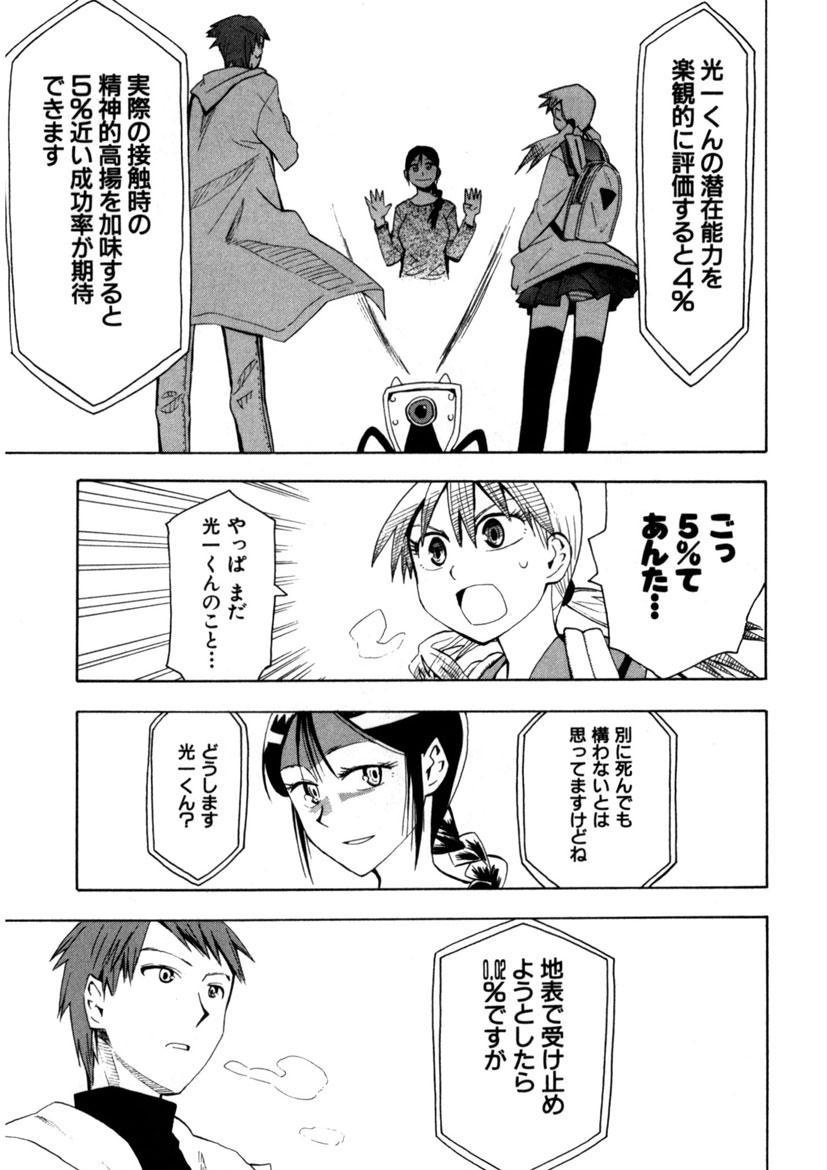 光一くんの潜在能力を
楽観的に評価すると4%
実際の接触時の
精神的高揚を加味すると
5%近い成功率が期待
できます
ごっ
5%て
あんた…
やっぱ まだ
光一くんのこと…
別に死んでも
構わないとは
思ってますけどね
どうします
光一くん?
地表で受け止め
ようとしたら
0.02
%ですが